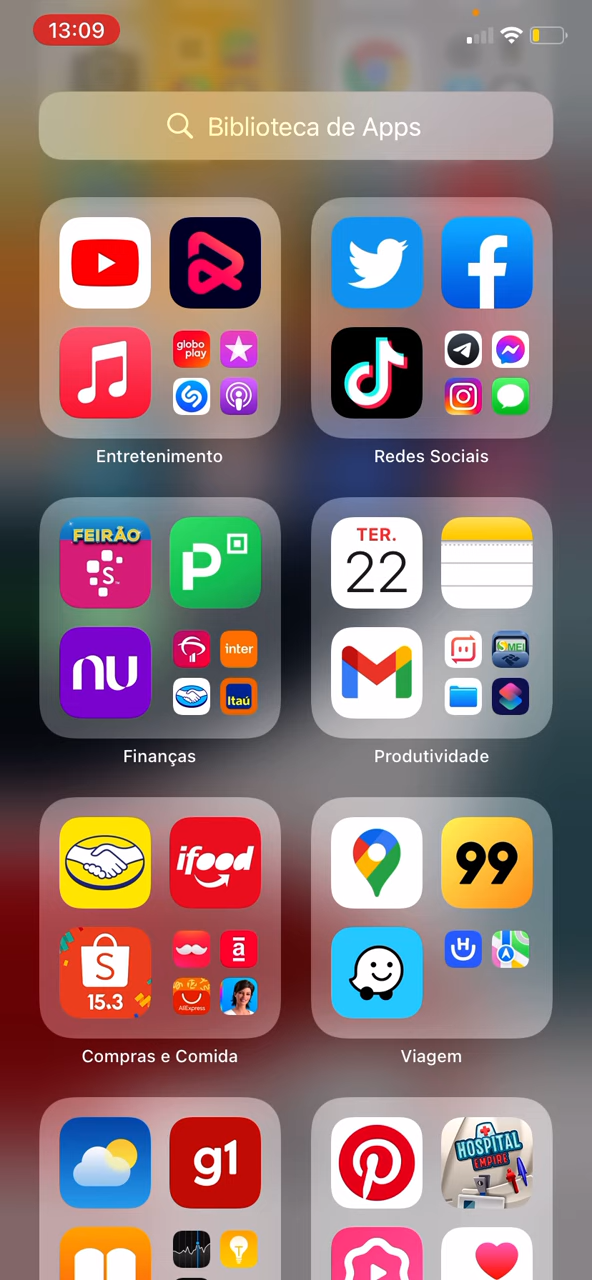 13:09
Biblioteca de Apps
globo
play
Entretenimento
Redes Sociais
FEIRÃO
S
P
TER.
22
nu
inter
Itaú
MEI
Finanças
Produtividade
ifood
99
S
15.3
a
AliExpress
H
A
Compras e Comida
Viagem
g1
HOSPITAL
EMPIRE